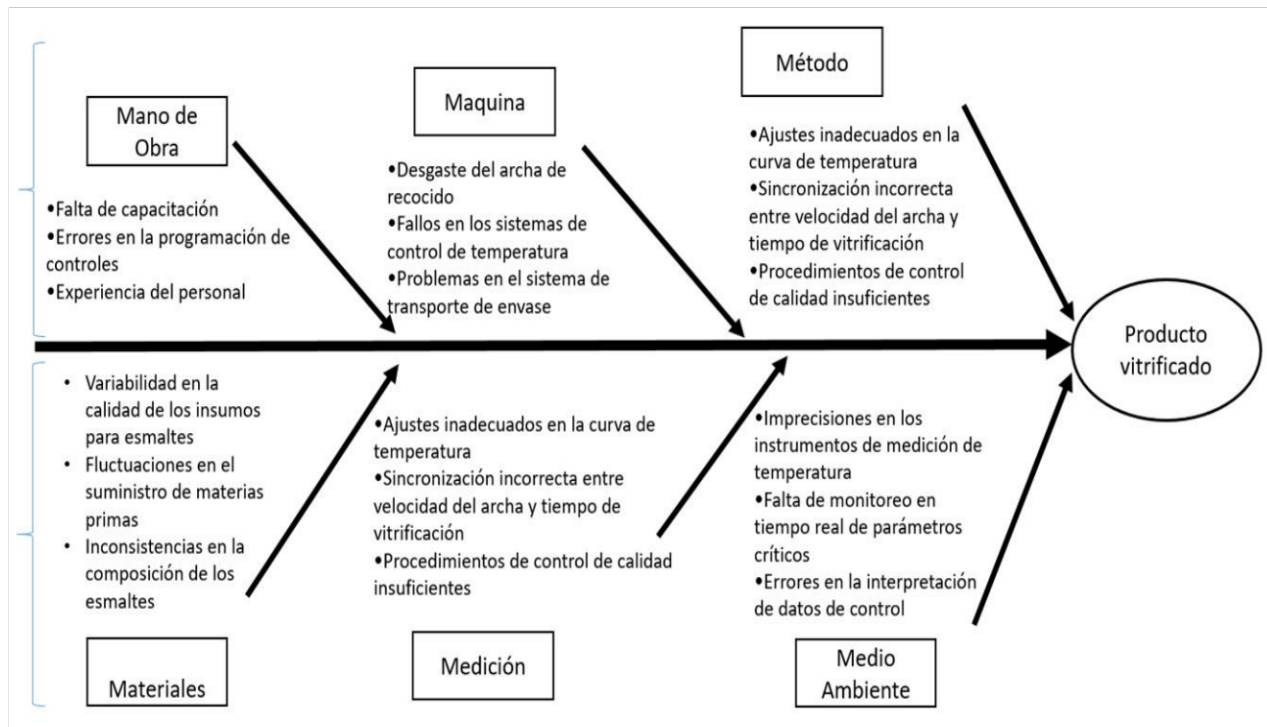 Mano de
Obra
•Falta de capacitación
•Errores en la programación de
controles
•Experiencia del personal
Maquina
•Desgaste del archa de
recocido
•Fallos en los sistemas de
control de temperatura
•Problemas en el sistema de
transporte de envase
Método
•Ajustes inadecuados en la
curva de temperatura
•Sincronización incorrecta
entre velocidad del archa y
tiempo de vitrificación
•Procedimientos de control
de calidad insuficientes
Producto
vitrificado
• Variabilidad en la
calidad de los insumos
para esmaltes
• Fluctuaciones en el
suministro de materias
primas
• Inconsistencias en la
composición de los
esmaltes
Materiales
•Ajustes inadecuados en la curva de
temperatura
•Sincronización incorrecta entre
velocidad del archa y tiempo de
vitrificación
•Procedimientos de control de calidad
insuficientes
Medición
•Imprecisiones en los
instrumentos de medición de
temperatura
•Falta de monitoreo en
tiempo real de parámetros
críticos
•Errores en la interpretación
de datos de control
Medio
Ambiente